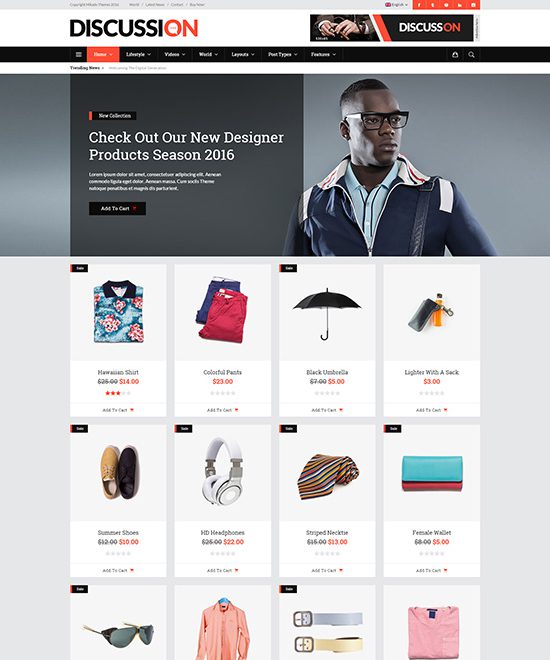 Copyright Mikado Themes 2016
World / Latest News / Contact / Buy Now!
English
DISCUSSION
DISCUSSION
Home
Lifestyle
Videos
World
Layouts
Post Types
Features
Trending News
Welcoming The Digital Generation
New Collection
Check Out Our New Designer
Products Season 2016
Lorem ipsum dolor sit amet, consectetuer adipiscing elit. Aenean
commodo ligula eget dolor. Aenean massa. Cum sociis Theme
natoque penatibus et magnis dis parturient.
Add To Cart
Sale
Sale
Hawaiian Shirt
$25.00 $14.00
Add To Cart
Colorful Pants
$23.00
Add To Cart
Black Umbrella
$7.00 $5.00
Add To Cart
Lighter With A Sack
$3.00
Add To Cart
Sale
Sale
Sale
Sale
Summer Shoes
$12.00 $10.00
Add To Cart
HD Headphones
$25.00 $22.00
Add To Cart
Striped Necktie
$15.00 $13.00
Add To Cart
Female Wallet
$8.00 $5.00
Add To Cart
Sale
Sale